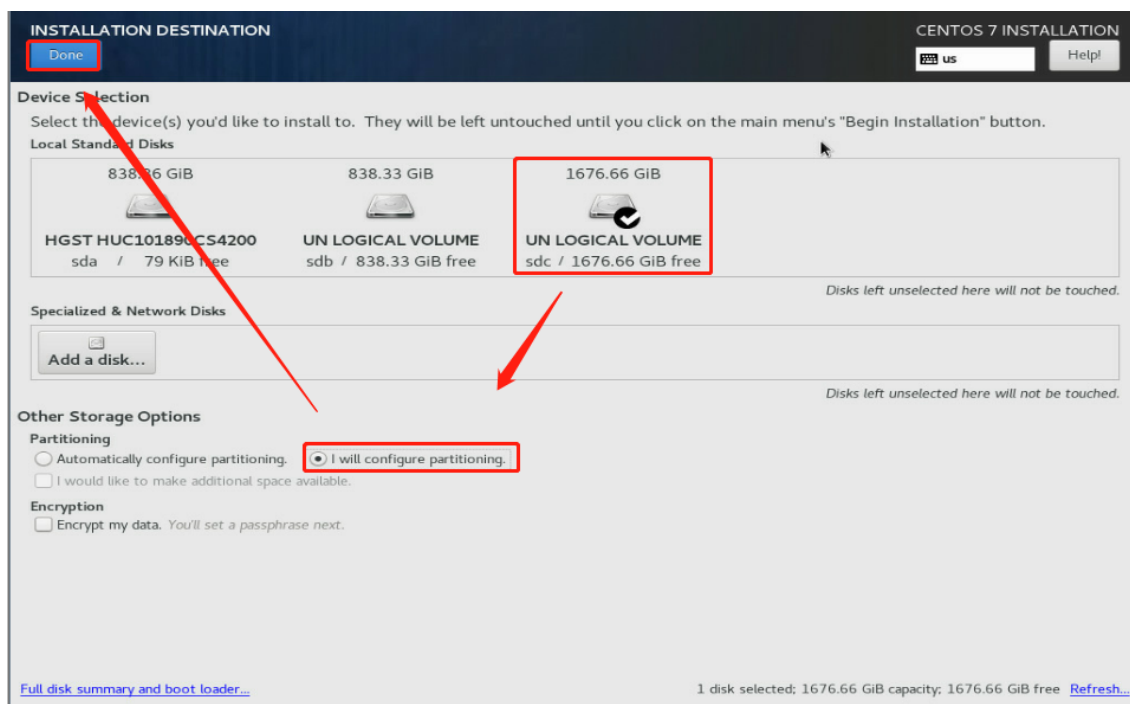 INSTALLATION DESTINATION
CENTOS 7 INSTALLATION
Done
us
Help!
Device Selection
Select the device(s) you'd like to install to. They will be left untouched until you click on the main menu's "Begin Installation" button.
Local Standard Disks
838.36 GiB
838.33 GiB
1676.66 GiB
UN LOGICAL VOLUME
UN LOGICAL VOLUME
HGST
sda / 79 KiB free
sdb / 838.33 GiB free
sdc / 1676.66 GiB free
Disks left unselected here will not be touched.
Specialized & Network Disks
Add a disk...
Disks left unselected here will not be touched.
Other Storage Options
Partitioning
Automatically configure partitioning.
I will configure partitioning.
I would like to make additional space available.
Encryption
Encrypt my data. You'll set a passphrase next.
Full disk summary and boot loader...
1 disk selected; 1676.66 GiB capacity; 1676.66 GiB free
Refresh...